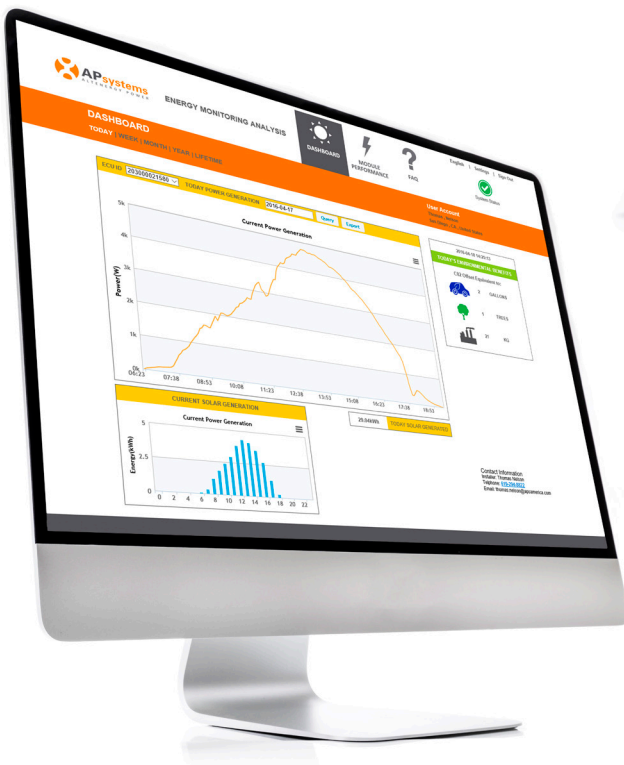 APsystems
ALTENERGY POWER
ENERGY MONITORING ANALYSIS
DASHBOARD
MODULE
PERFORMANCE
FAQ
English | Settings | Sign Out
System Status
DASHBOARD
TODAY | WEEK | MONTH | YEAR | LIFETIME
User Account
ECU ID 203000021580 TODAY POWER GENERATION 2016-04-17 Query Export
Current Power Generation
Power(W)
5k
4k
3k
2k
1k
0k
06:23 07:38 08:53 10:08 11:23 12:38 13:53 15:08 16:23 17:38 18:53
TODAY'S ENVIRONMENTAL BENEFITS
CO2 Offset Equivalent to:
2 GALLONS
TREES
31 KG
CURRENT SOLAR GENERATION
Current Power Generation
Energy(kWh)
5
2.5
0
0 2 4 6 8 10 12 14 16 18 20 22
TODAY SOLAR GENERATED
Contact Information
Installer: Thomas Nelson